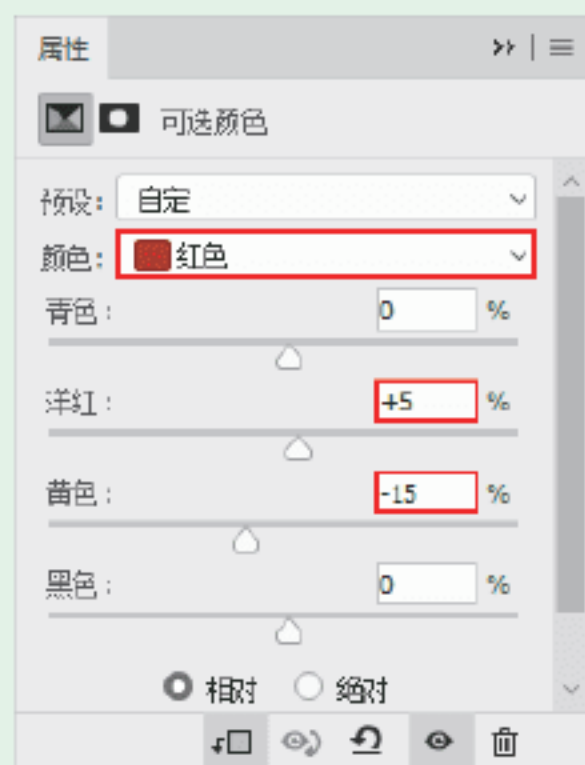 属性
可选颜色
预设： 自定
颜色： 红色
青色： 0 %
洋红： +5 %
黄色： -15 %
黑色： 0 %
相对 绝对